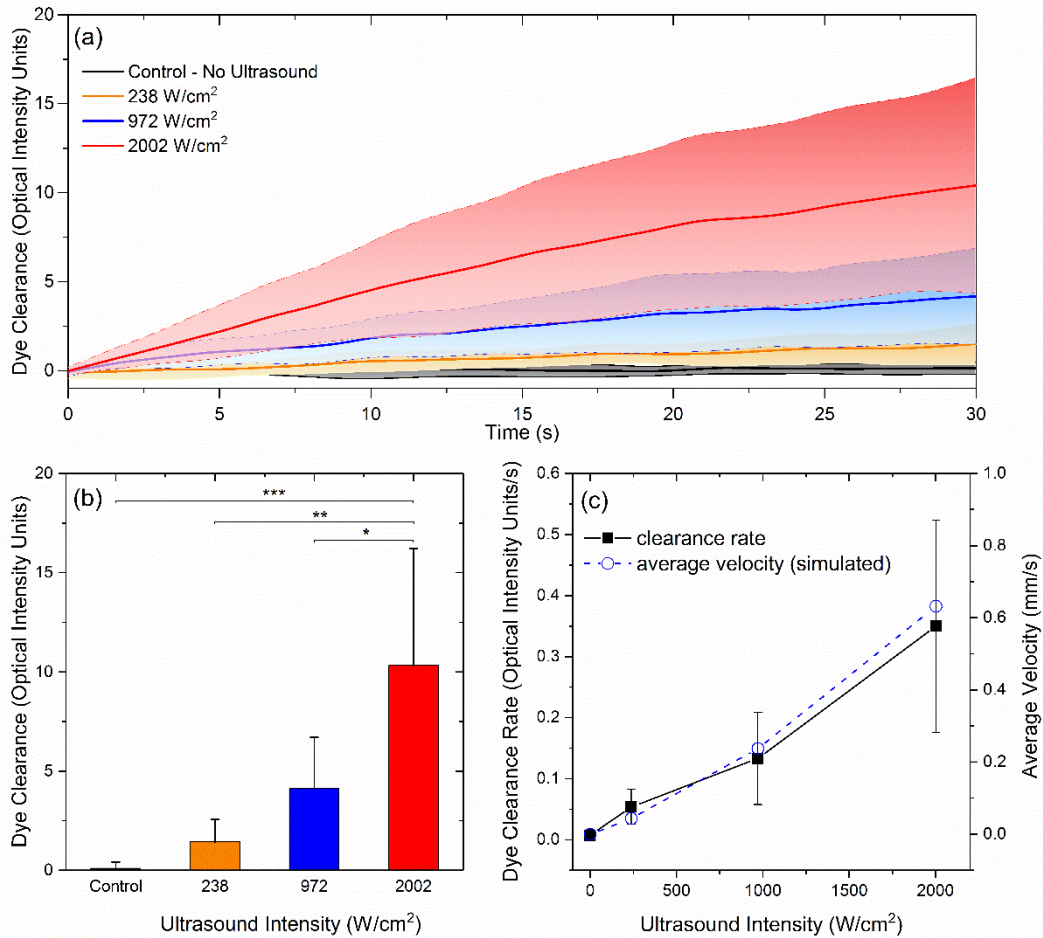 (a)
Control - No Ultrasound
238 W/cm²
972 W/cm²
2002 W/cm²
Dye Clearance (Optical Intensity Units)
20
15
10
5
0
0 5 10 15 20 25 30
Time (s)
(b)
***
**
*
Dye Clearance (Optical Intensity Units)
20
15
10
5
0
Control 238 972 2002
Ultrasound Intensity (W/cm²)
(c)
clearance rate
average velocity (simulated)
Dye Clearance Rate (Optical Intensity Units/s)
0.6
0.5
0.4
0.3
0.2
0.1
0.0
1.0
0.8
0.6
0.4
0.2
0.0
Average Velocity (mm/s)
0 500 1000 1500 2000
Ultrasound Intensity (W/cm²)